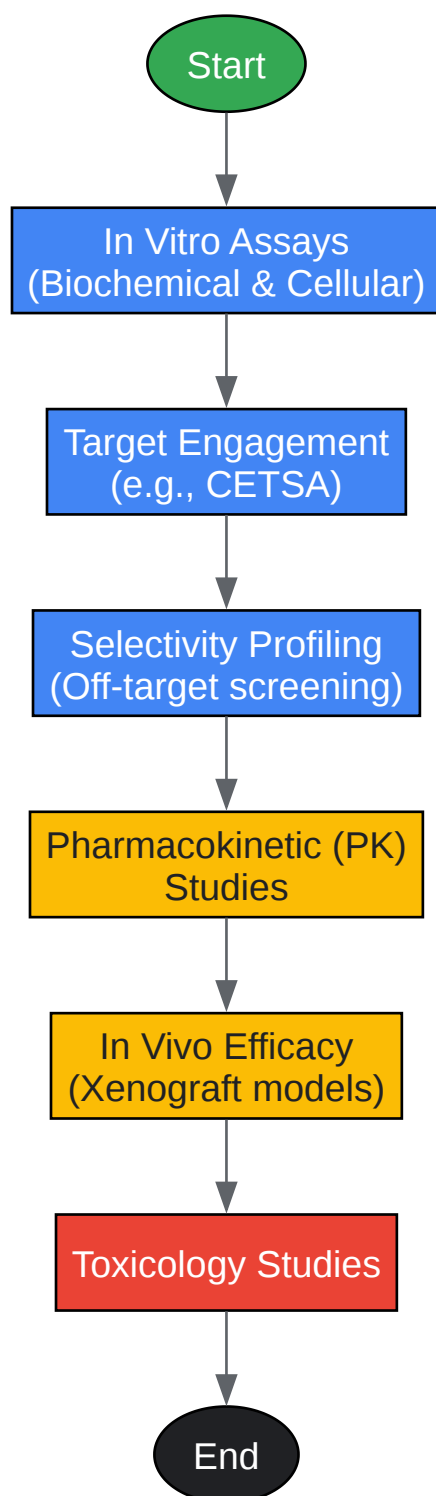 Start
In Vitro Assays
(Biochemical & Cellular)
Target Engagement
(e.g., CETSA)
Selectivity Profiling
(Off-target screening)
Pharmacokinetic (PK)
Studies
In Vivo Efficacy
(Xenograft models)
Toxicology Studies
End